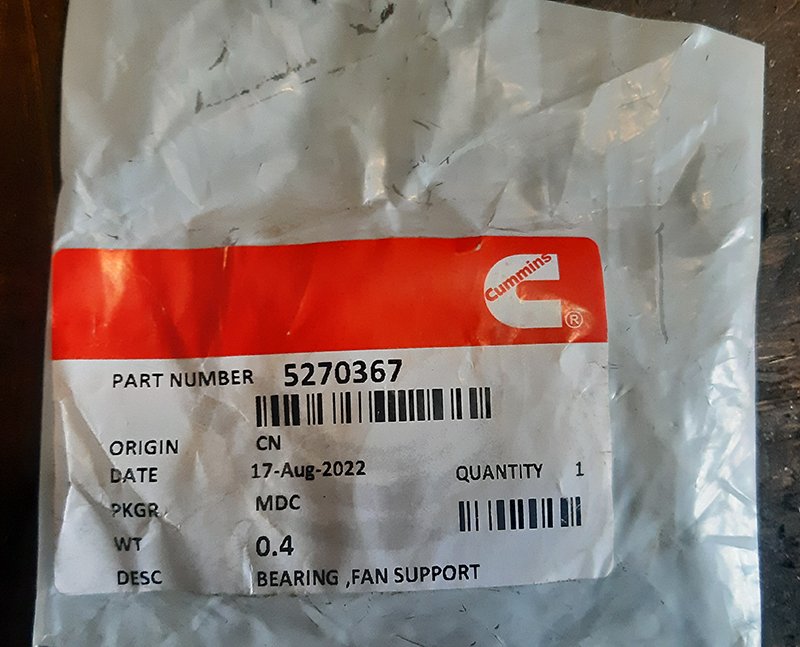 Cummins
®
PART NUMBER 5270367
ORIGIN CN
DATE 17-Aug-2022 QUANTITY 1
PKGR MDC
WT 0.4
DESC BEARING ,FAN SUPPORT